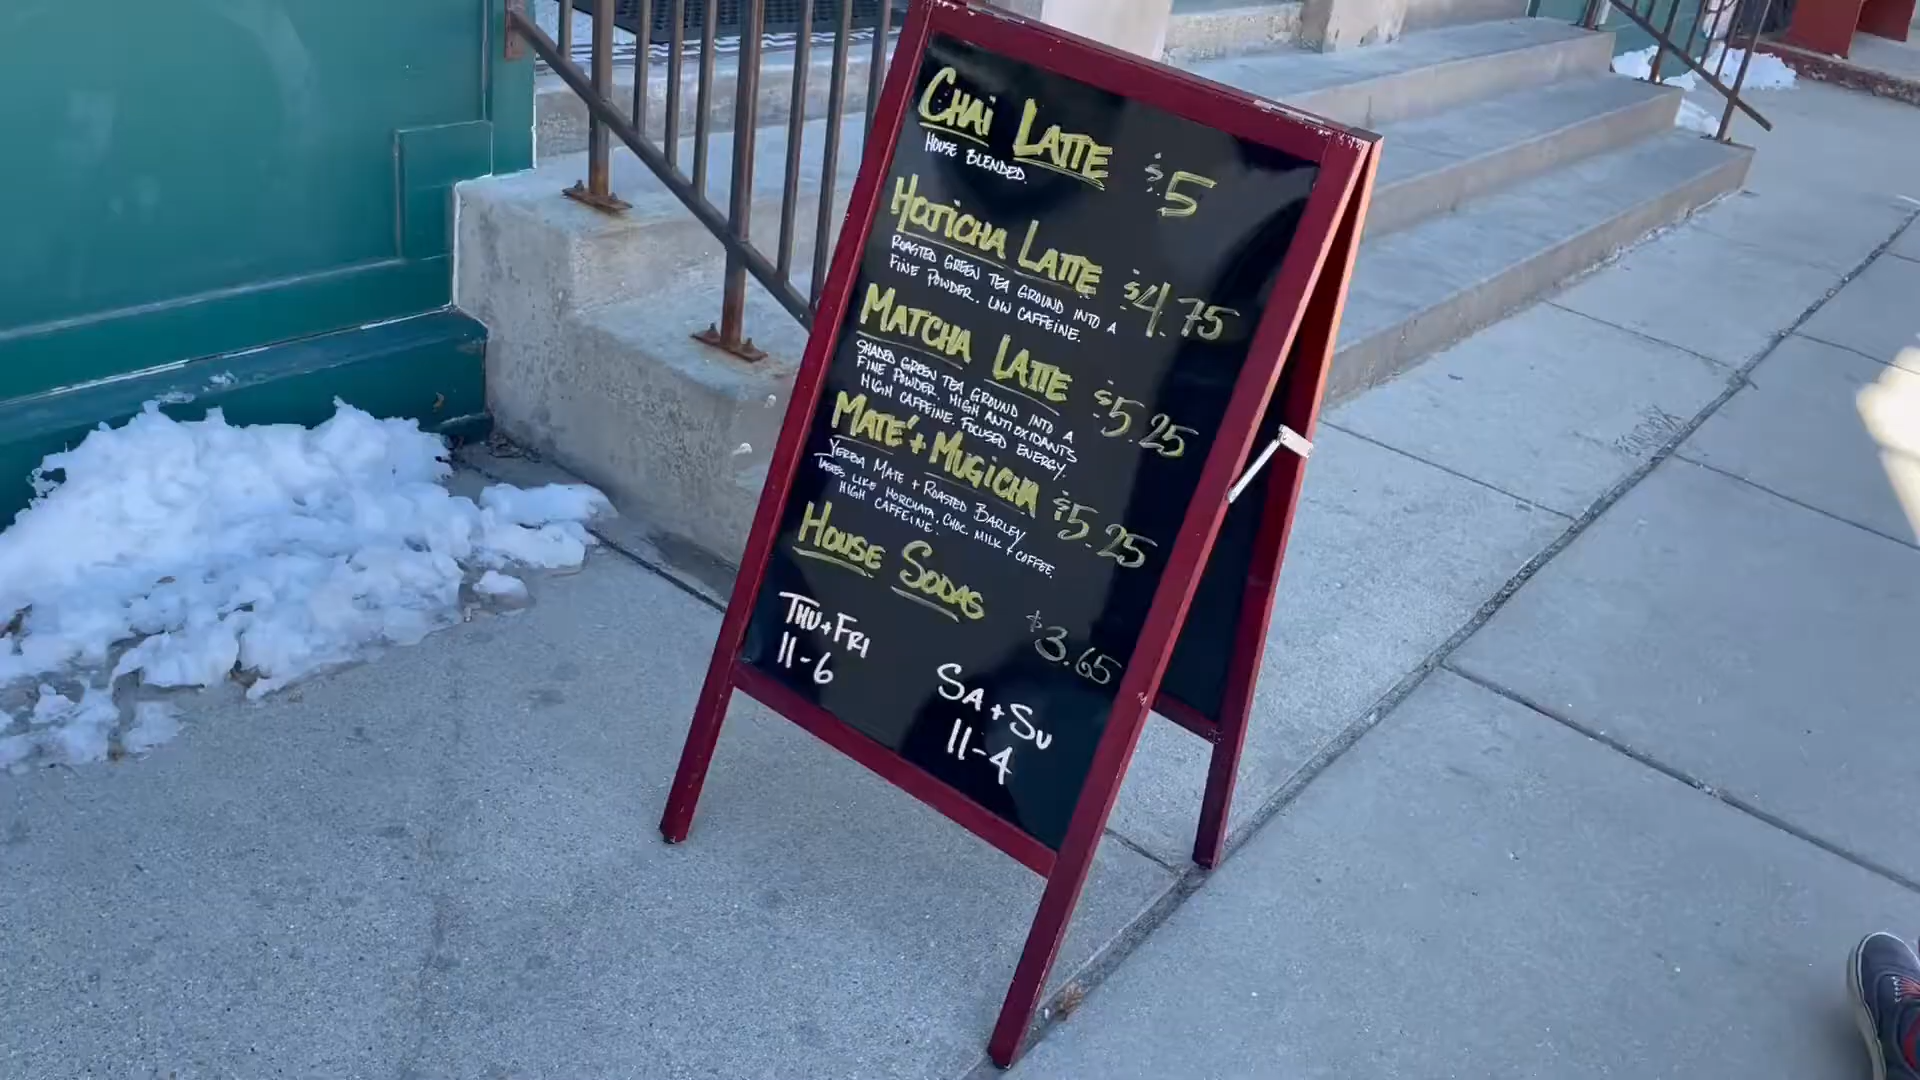 CHAI LATTE $5
HOUSE BLENDED.
HOJICHA LATTE $4.75
ROASTED GREEN TEA GROUND INTO A
FINE POWDER. LOW CAFFEINE.
MATCHA LATTE $5.25
SHADED GREEN TEA GROUND INTO A
FINE POWDER. HIGH ANTIOXIDANTS
HIGH CAFFEINE. FOCUSED ENERGY.
MATE' + MUGICHA $5.25
YERBA MATE + ROASTED BARLEY
TASTES LIKE HORCHATA, CHOC. MILK + COFFEE.
HIGH CAFFEINE!
HOUSE SODAS $3.65
THU + FRI
11-6
SA + SU
11-4